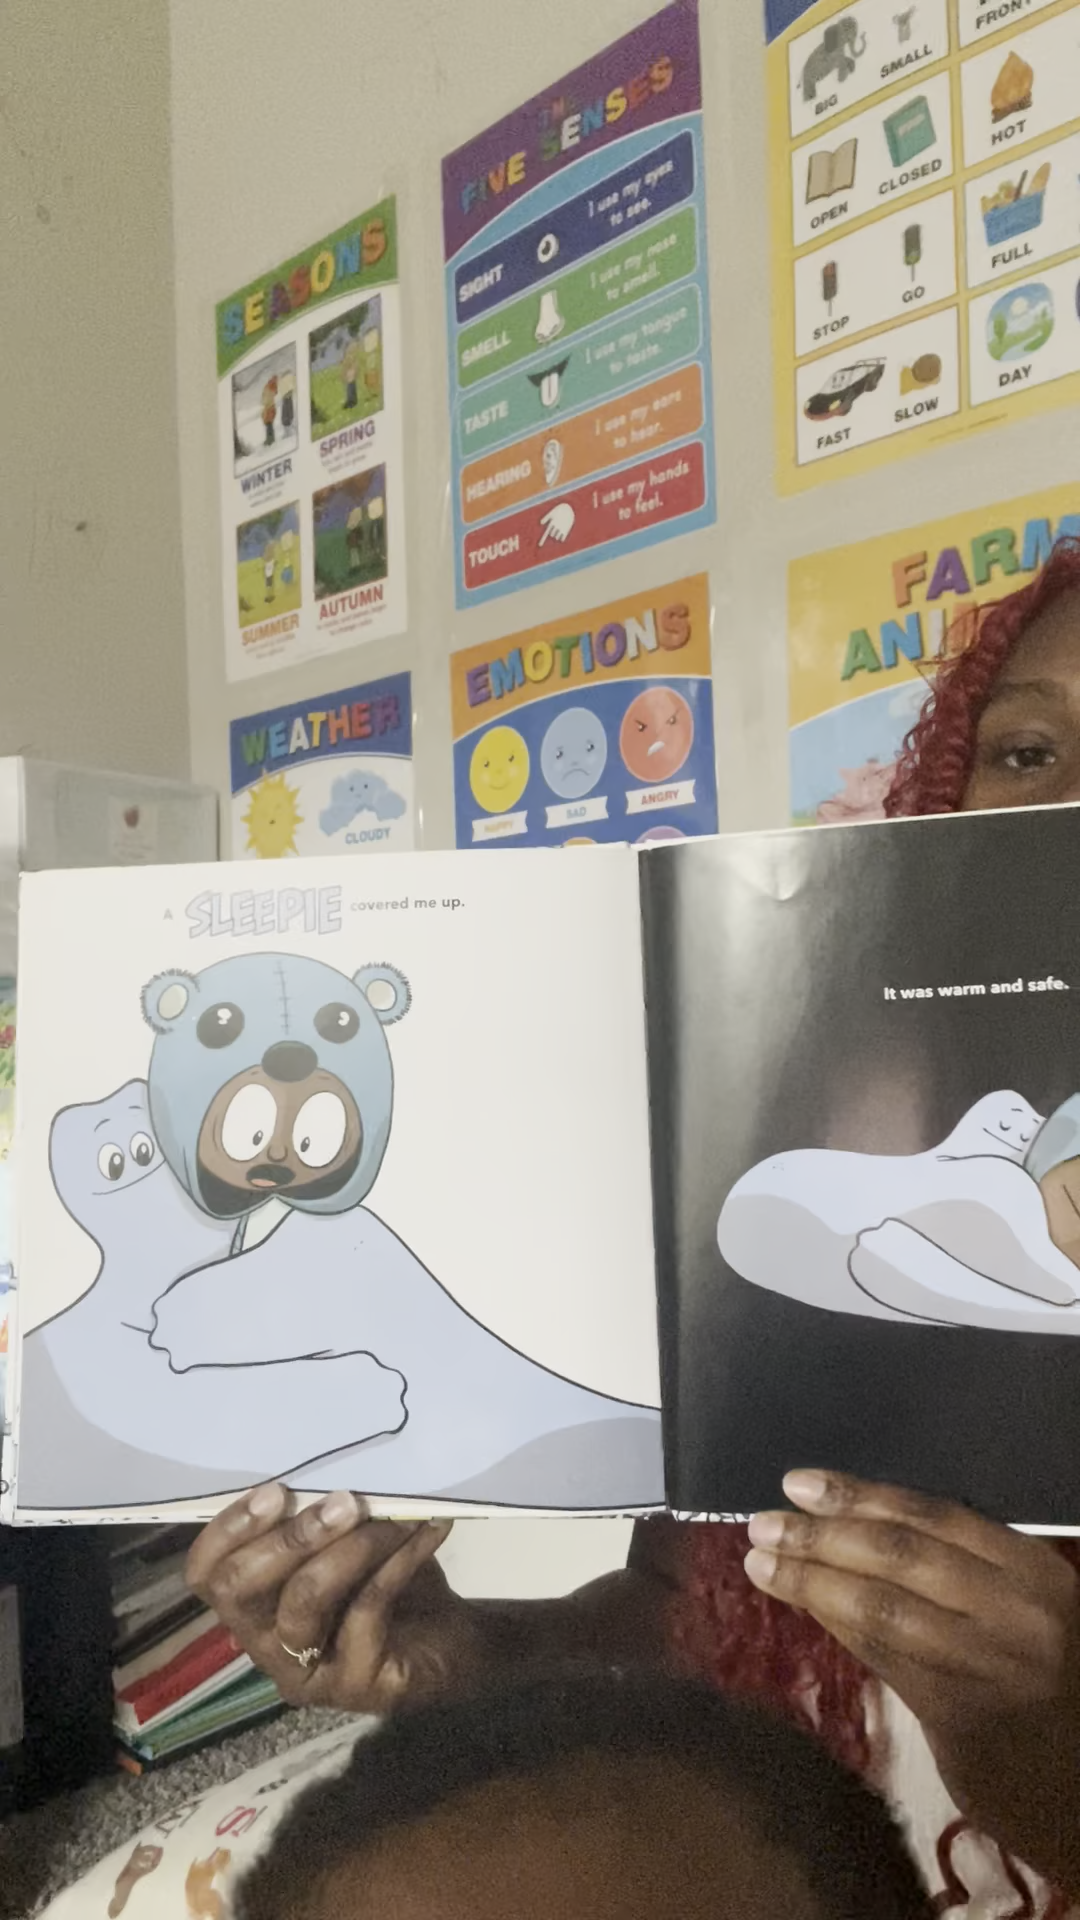 SEASONS
WINTER
SPRING
SUMMER
AUTUMN
WEATHER
CLOUDY
FIVE SENSES
SIGHT
I use my eyes
to see.
SMELL
I use my nose
to smell.
TASTE
I use my tongue
to taste.
HEARING
I use my ears
to hear.
TOUCH
I use my hands
to feel.
EMOTIONS
HAPPY
SAD
ANGRY
BIG
SMALL
FRONT
OPEN
CLOSED
HOT
STOP
GO
FULL
FAST
SLOW
DAY
FARM
A SLEEPIE covered me up.
It was warm and safe.